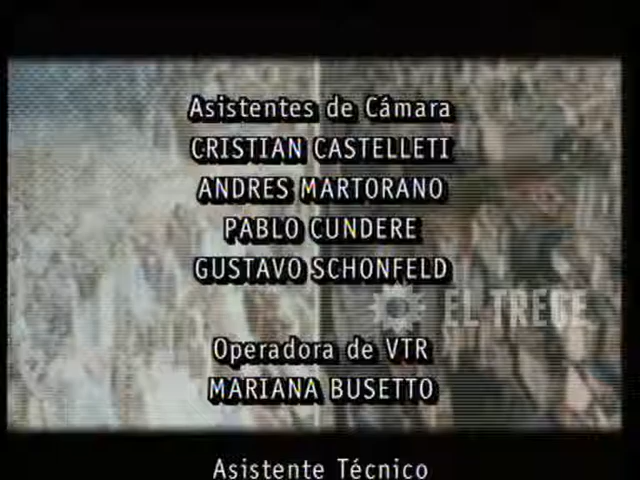 Asistentes de Cámara
CRISTIAN CASTELLETI
ANDRES MARTORANO
PABLO CUNDERE
GUSTAVO SCHONFELD
EL TRECE
Operadora de VTR
MARIANA BUSETTO
Asistente Técnico